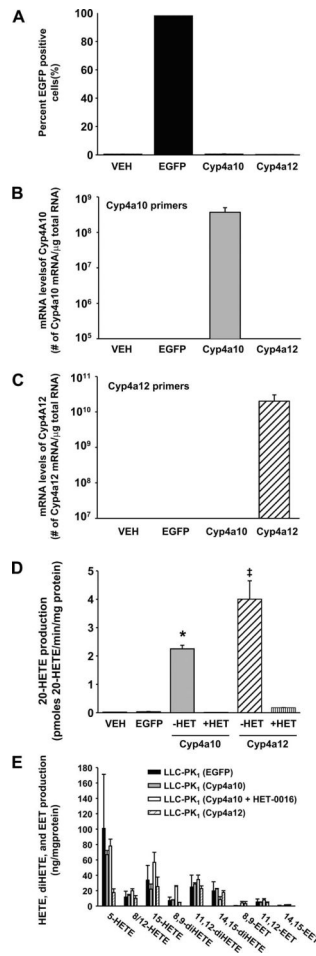 A
Percent EGFP positive
cells(%)
100
80
60
40
20
0
VEH EGFP Cyp4a10 Cyp4a12
B
mRNA levelsof Cyp4A10
(# of Cyp4a10 mRNA/μg total RNA)
10⁹
10⁸
10⁷
10⁶
10⁵
Cyp4a10 primers
VEH EGFP Cyp4a10 Cyp4a12
C
mRNA levels of Cyp4A12
(# of Cyp4a12 mRNA/μg total RNA)
10¹¹
10¹⁰
10⁹
10⁸
10⁷
Cyp4a12 primers
VEH EGFP Cyp4a10 Cyp4a12
D
20-HETE production
(pmoles 20-HETE/min/mg protein)
5
4
3
2
1
0
*
‡
VEH EGFP -HET +HET -HET +HET
Cyp4a10 Cyp4a12
E
HETE, diHETE, and EET production
(ng/mgprotein)
200
180
160
140
120
100
80
60
40
20
0
LLC-PK₁ (EGFP)
LLC-PK₁ (Cyp4a10)
LLC-PK₁ (Cyp4a10 + HET-0016)
LLC-PK₁ (Cyp4a12)
5-HETE
8/12-HETE
15-HETE
8,9-diHETE
11,12-diHETE
14,15-diHETE
8,9-EET
11,12-EET
14,15-EET